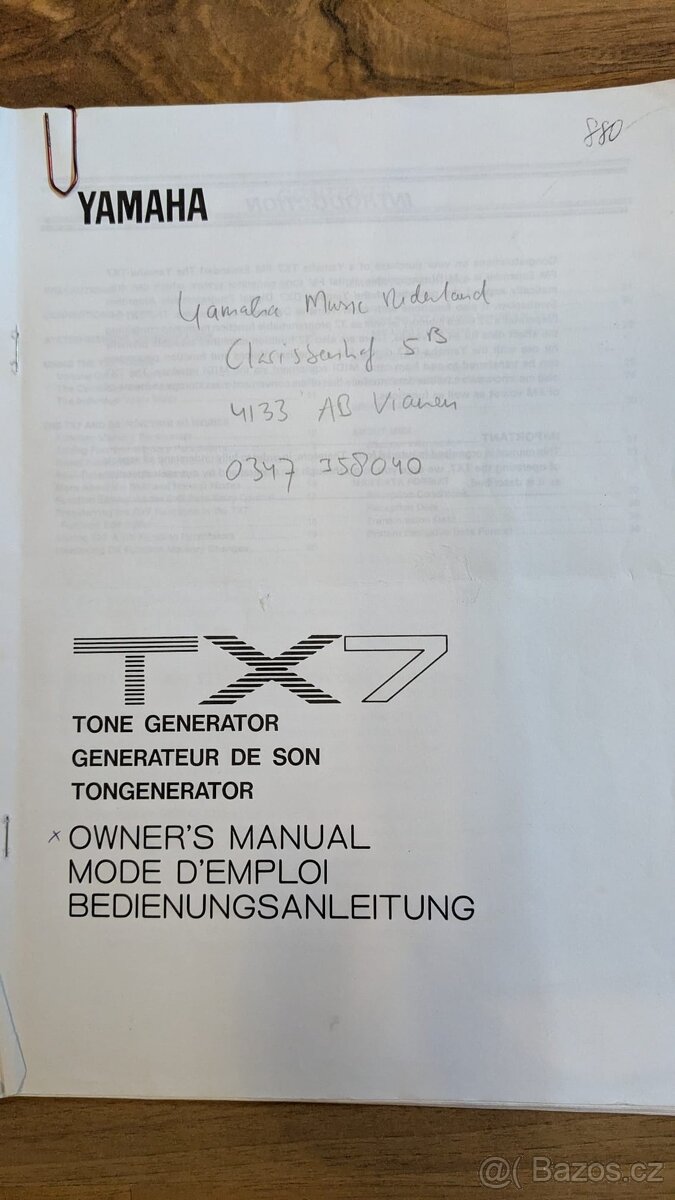 880
YAMAHA
Yamaha Music Nederland
Clarissenhof 5B
4133 AB Vianen
0347 358040
TX7
TONE GENERATOR
GENERATEUR DE SON
TONGENERATOR
x OWNER'S MANUAL
MODE D'EMPLOI
BEDIENUNGSANLEITUNG
@( Bazos.cz